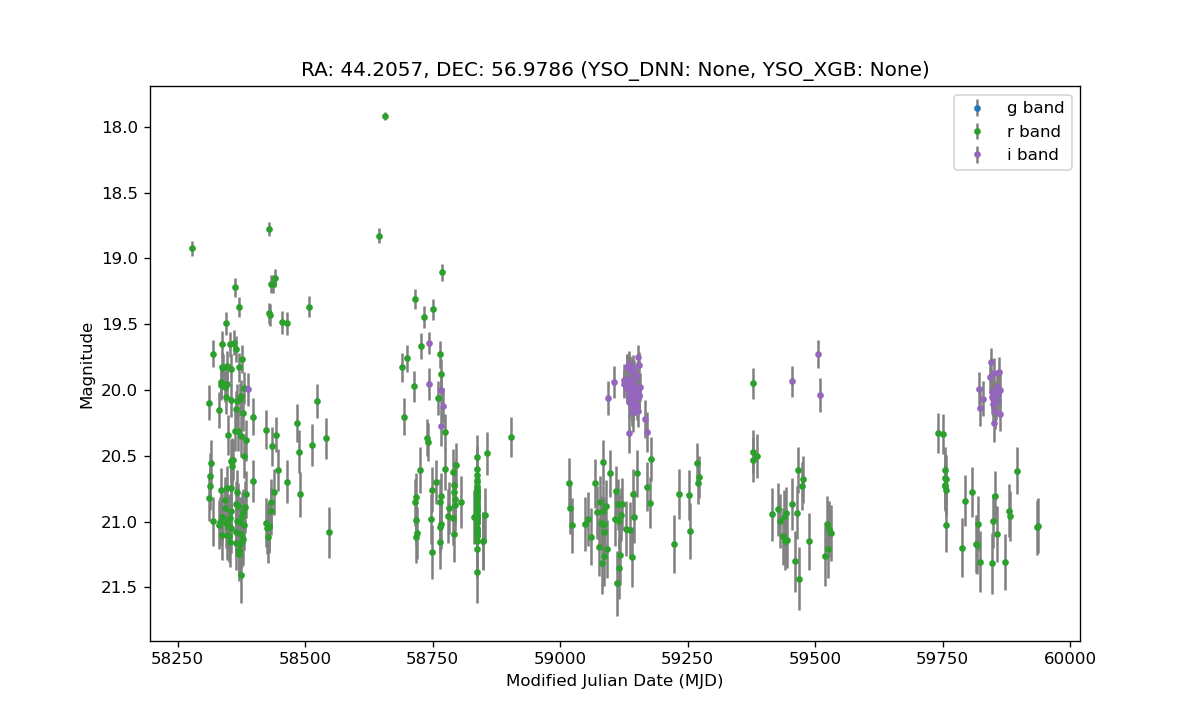 RA: 44.2057, DEC: 56.9786 (YSO_DNN: None, YSO_XGB: None)
g band
r band
i band
18.0
18.5
19.0
19.5
20.0
20.5
21.0
21.5
Magnitude
58250 58500 58750 59000 59250 59500 59750 60000
Modified Julian Date (MJD)